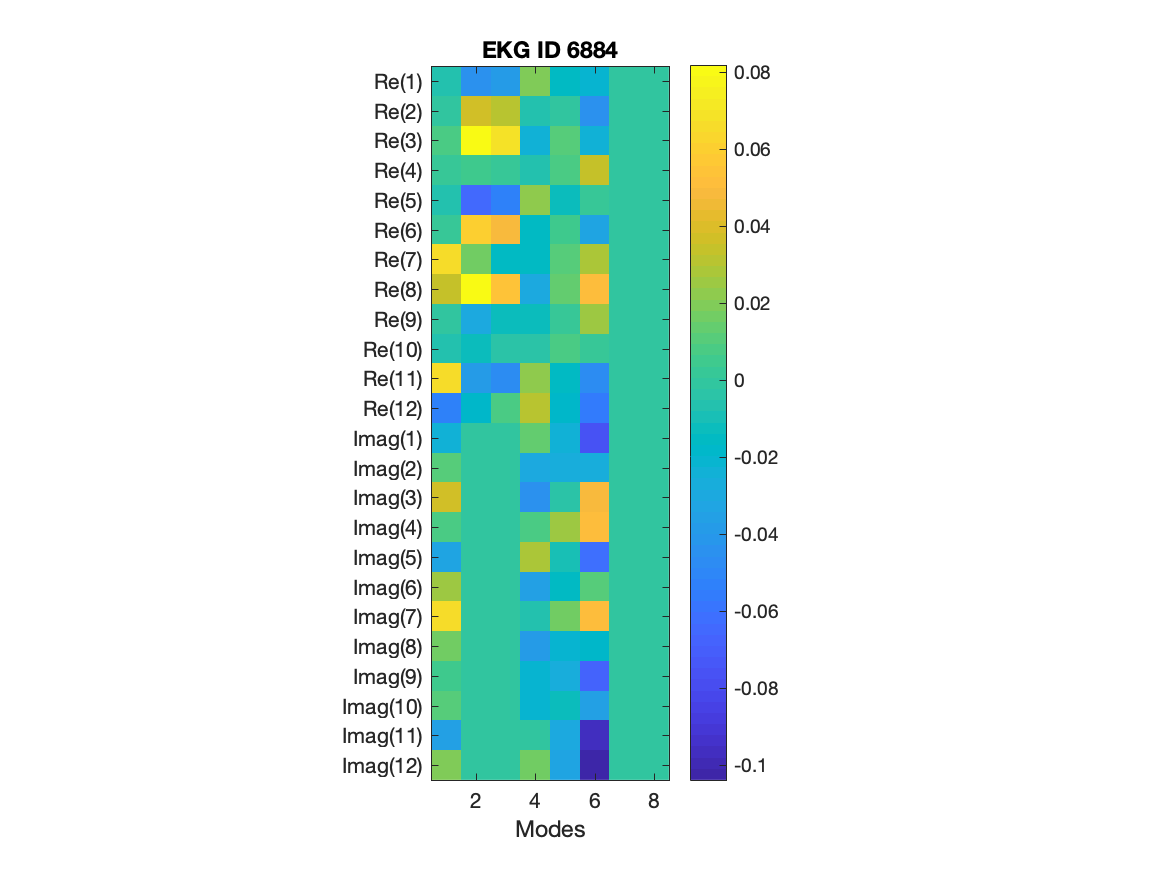 EKG ID 6884
Re(1)
Re(2)
Re(3)
Re(4)
Re(5)
Re(6)
Re(7)
Re(8)
Re(9)
Re(10)
Re(11)
Re(12)
Imag(1)
Imag(2)
Imag(3)
Imag(4)
Imag(5)
Imag(6)
Imag(7)
Imag(8)
Imag(9)
Imag(10)
Imag(11)
Imag(12)
2 4 6 8
Modes
0.08
0.06
0.04
0.02
0
-0.02
-0.04
-0.06
-0.08
-0.1